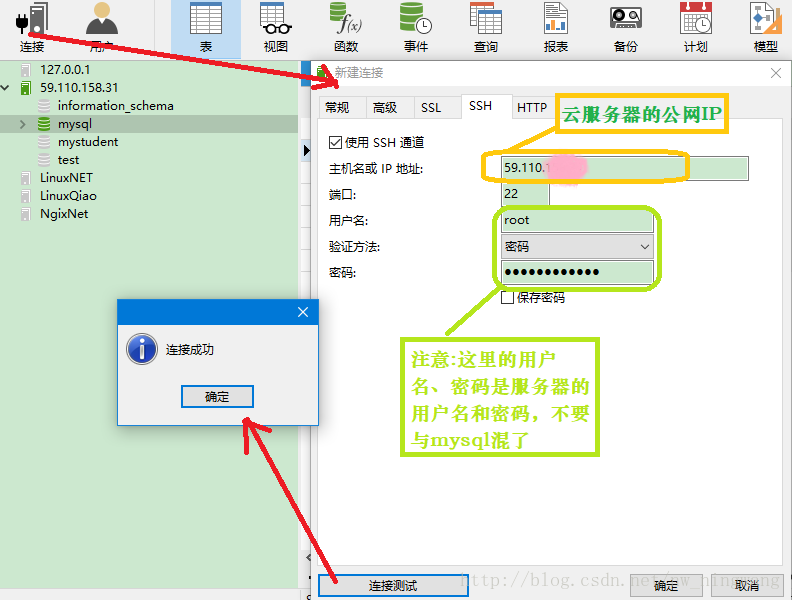 连接
用户
表
视图
函数
事件
查询
报表
备份
计划
模型
127.0.0.1
59.110.158.31
information_schema
mysql
mystudent
test
LinuxNET
LinuxQiao
NgixNet
新建连接
常规 高级 SSL SSH HTTP
云服务器的公网IP
使用 SSH 通道
主机名或 IP 地址: 59.110.
端口: 22
用户名: root
验证方法: 密码
密码: ●●●●●●●●●●●●
保存密码
注意:这里的用户
名、密码是服务器的
用户名和密码，不要
与mysql混了
连接成功
确定
连接测试
确定
取消